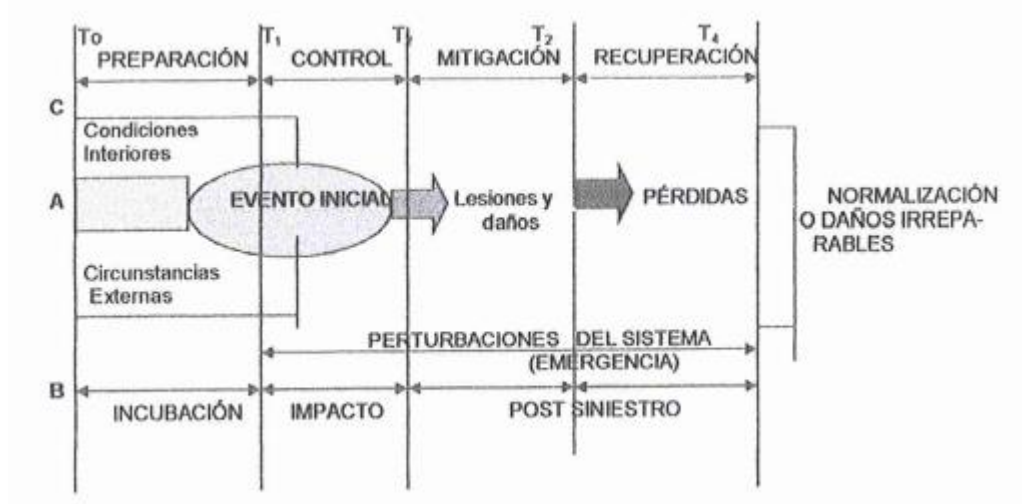 To T₁ T, T₂ T₄
PREPARACIÓN CONTROL MITIGACIÓN RECUPERACIÓN
C
Condiciones
Interiores
A EVENTO INICIAL Lesiones y PÉRDIDAS
daños
NORMALIZACIÓN
O DAÑOS IRREPA-
RABLES
Circunstancias
Externas
PERTURBACIONES DEL SISTEMA
(EMERGENCIA)
B
INCUBACIÓN IMPACTO POST SINIESTRO